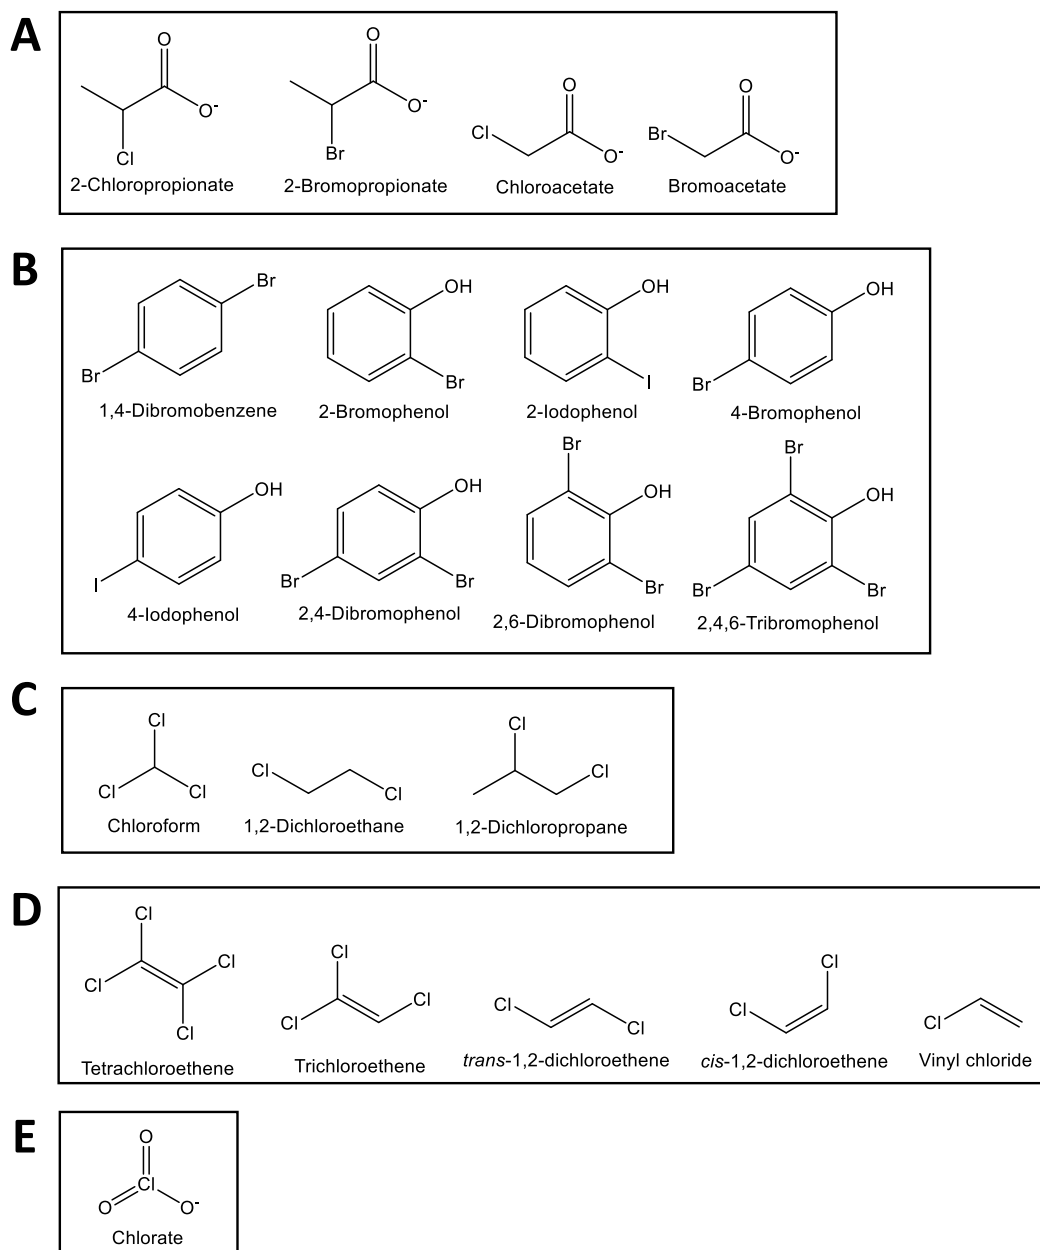 A
O
O-
Cl
2-Chloropropionate
O
O-
Br
2-Bromopropionate
O
Cl
O-
Chloroacetate
O
Br
O-
Bromoacetate
B
Br
Br
1,4-Dibromobenzene
OH
Br
2-Bromophenol
OH
I
2-Iodophenol
OH
Br
4-Bromophenol
OH
I
4-Iodophenol
OH
Br
Br
2,4-Dibromophenol
Br
OH
Br
2,6-Dibromophenol
Br
OH
Br
Br
2,4,6-Tribromophenol
C
Cl
Cl
Cl
Chloroform
Cl
Cl
1,2-Dichloroethane
Cl
Cl
1,2-Dichloropropane
D
Cl
Cl
Cl
Cl
Tetrachloroethene
Cl
Cl
Cl
Trichloroethene
Cl
Cl
trans-1,2-dichloroethene
Cl
Cl
cis-1,2-dichloroethene
Cl
Vinyl chloride
E
O
Cl
O
O-
Chlorate